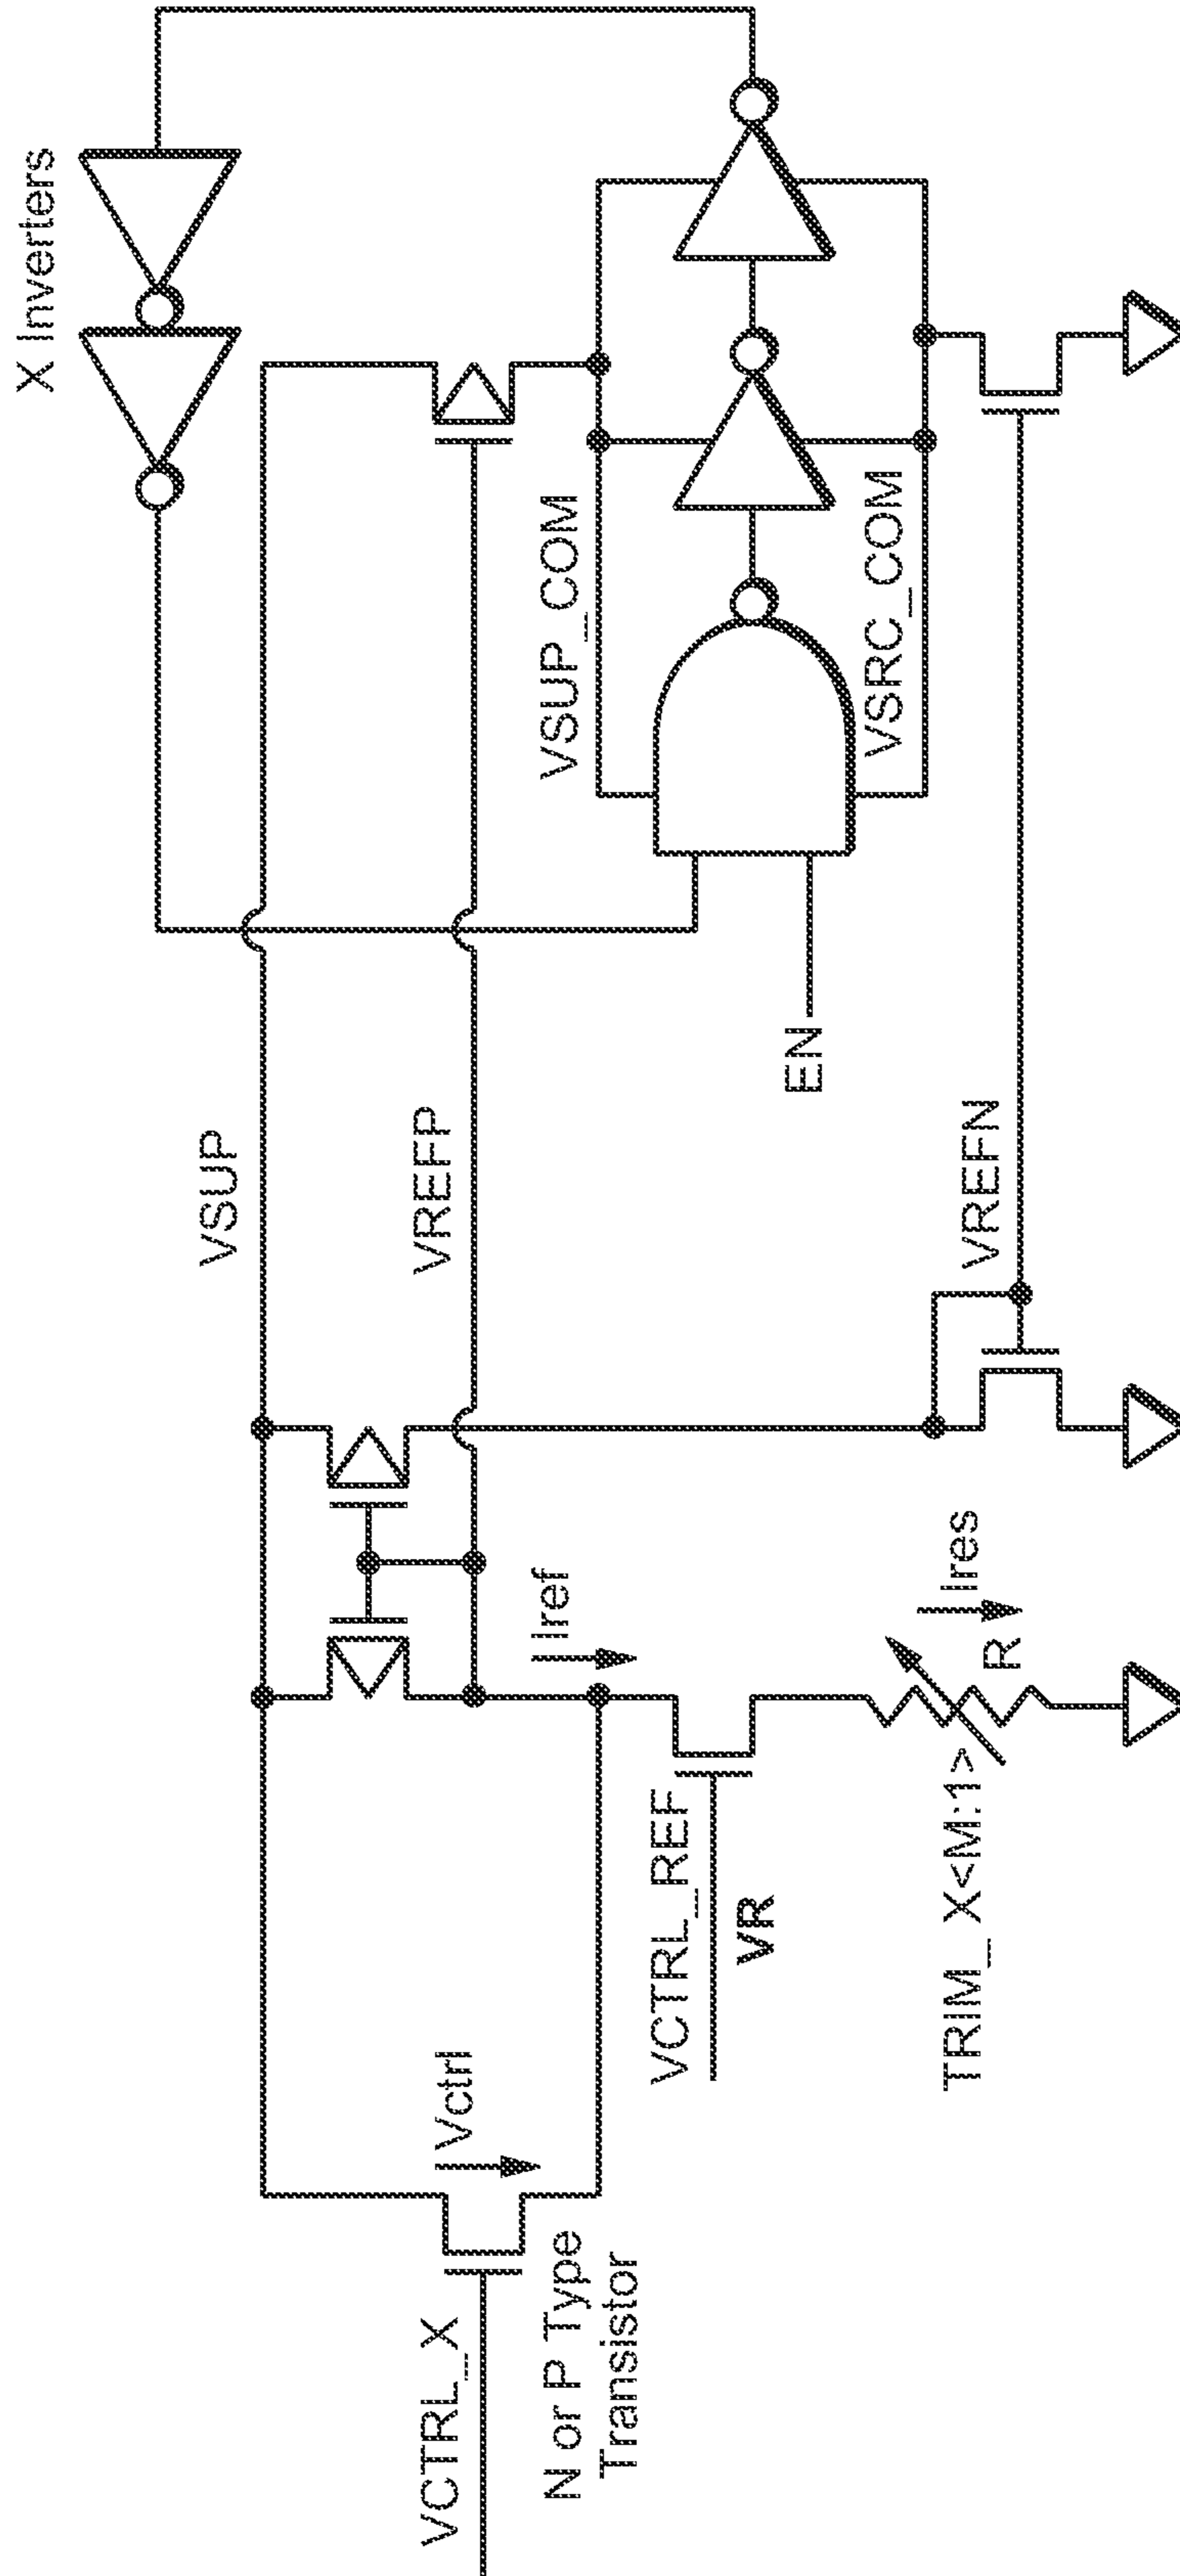 X Inverters
VSUP
VREFP
VSUP_COM
VSRC_COM
EN
VREFN
Iref
Ires
R
Vctrl
VCTRL_X
N or P Type
Transistor
VCTRL_REF
VR
TRIM_X<M:1>